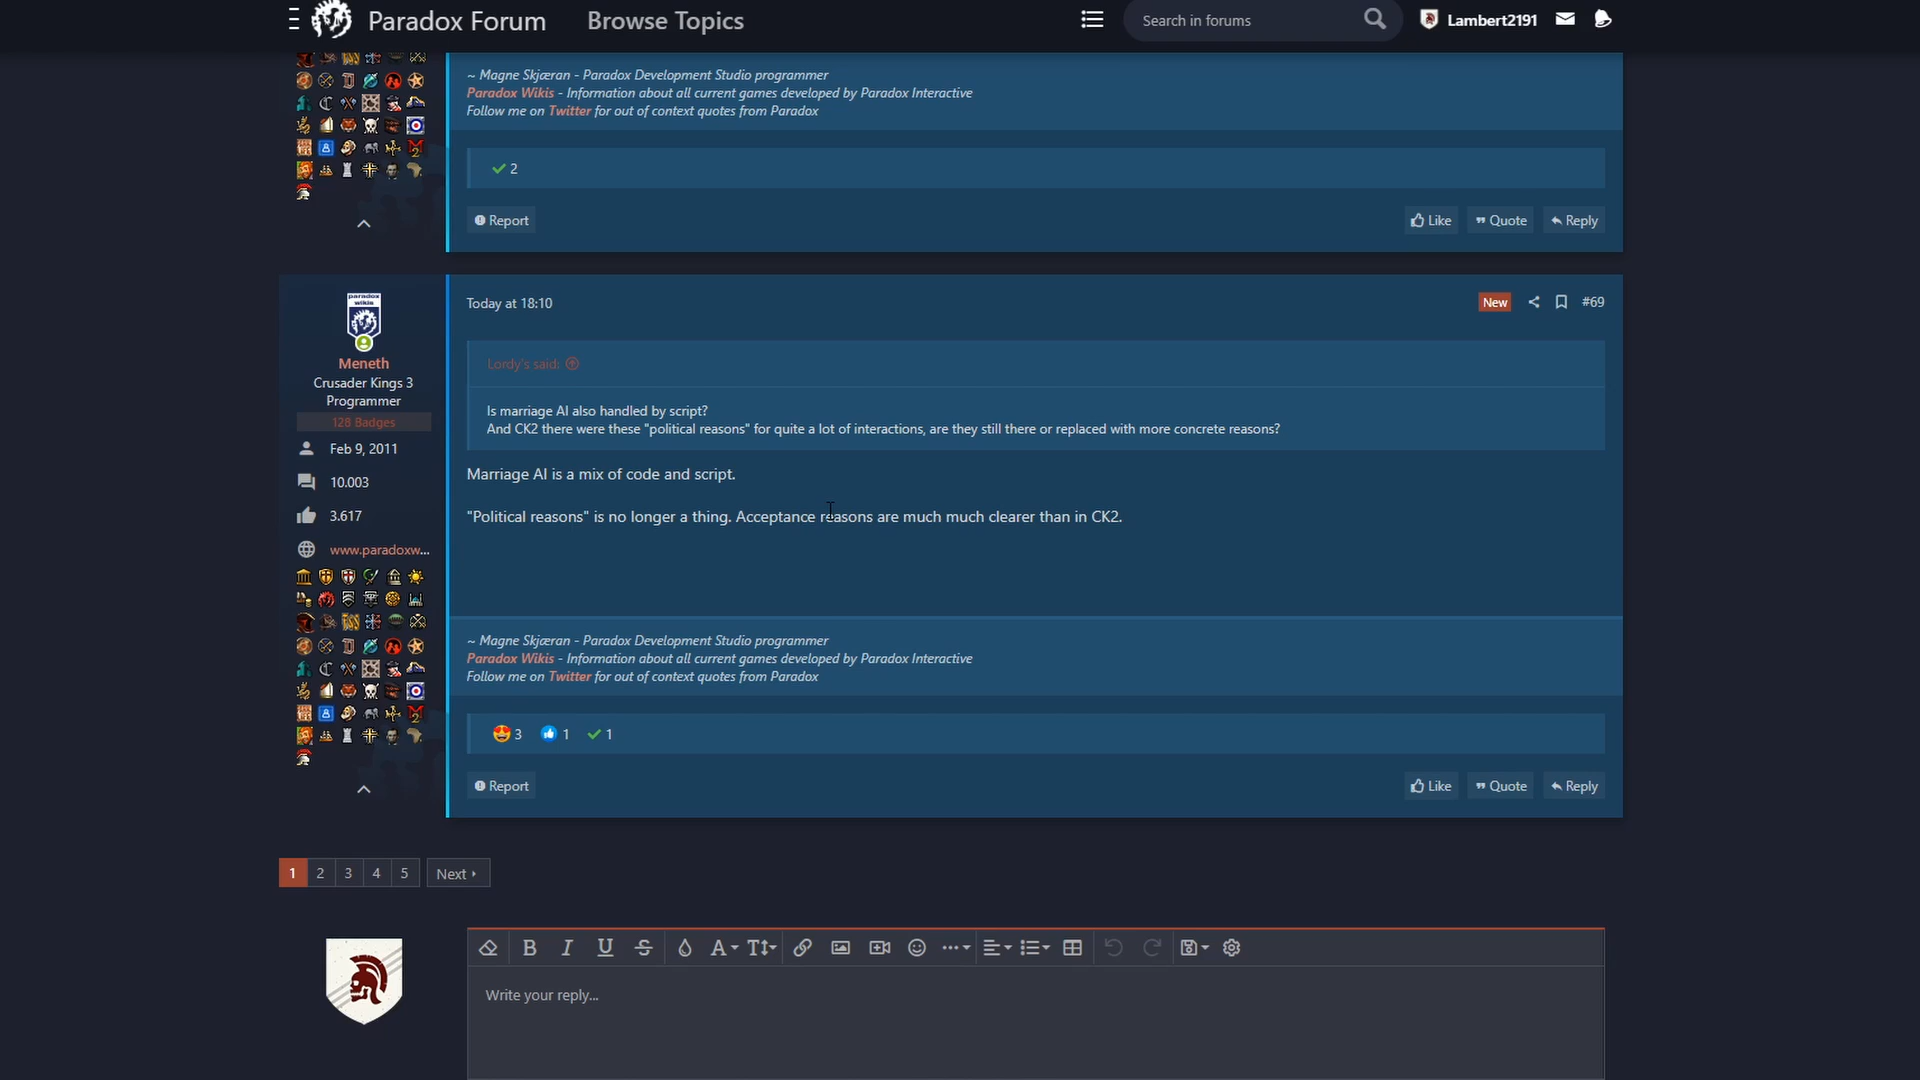 Paradox Forum
Browse Topics
Search in forums
Lambert2191
~ Magne Skjæran - Paradox Development Studio programmer
Paradox Wikis - Information about all current games developed by Paradox Interactive
Follow me on Twitter for out of context quotes from Paradox
2
Report
Like
Quote
Reply
paradox
wikis
Meneth
Crusader Kings 3
Programmer
128 Badges
Feb 9, 2011
10.003
3.617
www.paradoxw...
Today at 18:10
New
#69
Lordy's said:
Is marriage AI also handled by script?
And CK2 there were these "political reasons" for quite a lot of interactions, are they still there or replaced with more concrete reasons?
Marriage AI is a mix of code and script.
"Political reasons" is no longer a thing. Acceptance reasons are much much clearer than in CK2.
~ Magne Skjæran - Paradox Development Studio programmer
Paradox Wikis - Information about all current games developed by Paradox Interactive
Follow me on Twitter for out of context quotes from Paradox
3
1
1
Report
Like
Quote
Reply
1
2
3
4
5
Next
Write your reply...